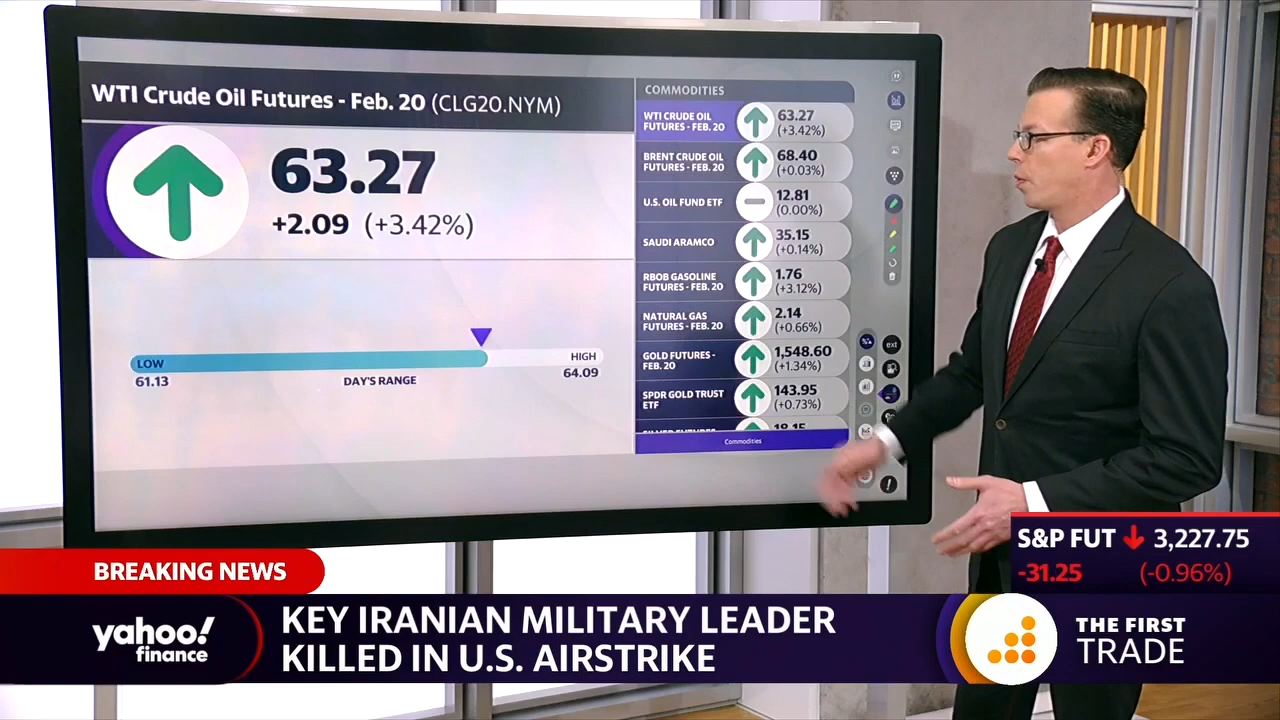 WTI Crude Oil Futures - Feb. 20 (CLG20.NYM)
63.27
+2.09 (+3.42%)
LOW
HIGH
61.13
DAY'S RANGE
64.09
COMMODITIES
WTI CRUDE OIL
FUTURES - FEB. 20
63.27
(+3.42%)
BRENT CRUDE OIL
FUTURES - FEB. 20
68.40
(+0.03%)
U.S. OIL FUND ETF
12.81
(0.00%)
SAUDI ARAMCO
35.15
(+0.14%)
RBOB GASOLINE
FUTURES - FEB. 20
1.76
(+3.12%)
NATURAL GAS
FUTURES - FEB. 20
2.14
(+0.66%)
GOLD FUTURES -
FEB. 20
1,548.60
(+1.34%)
SPDR GOLD TRUST
ETF
143.95
(+0.73%)
Commodities
ext
S&P FUT 3,227.75
-31.25 (-0.96%)
BREAKING NEWS
yahoo!
finance
KEY IRANIAN MILITARY LEADER
KILLED IN U.S. AIRSTRIKE
THE FIRST
TRADE